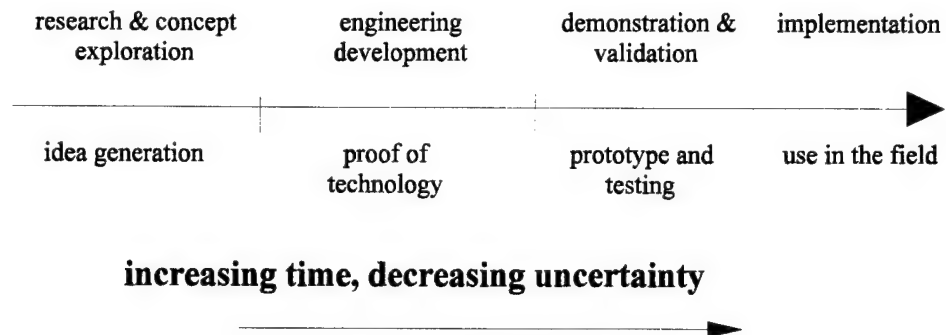 research & concept
exploration
engineering
development
demonstration &
validation
implementation
idea generation
proof of
technology
prototype and
testing
use in the field
increasing time, decreasing uncertainty